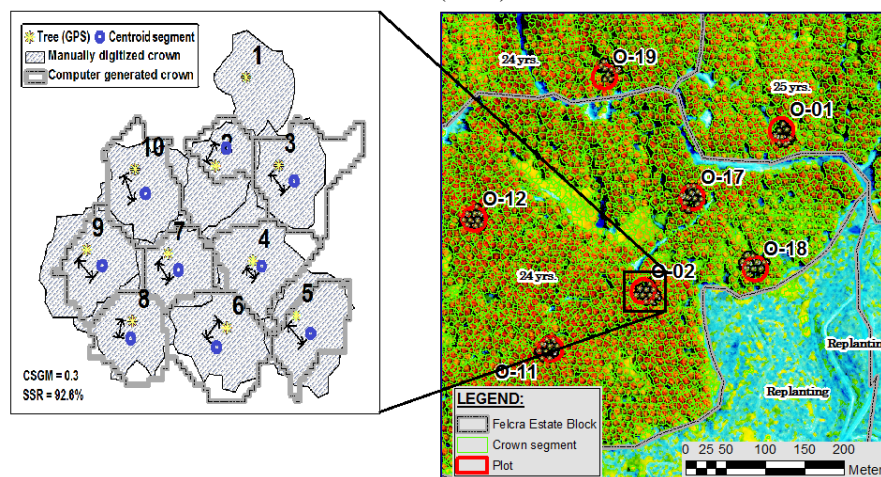 Tree (GPS) Centroid segment
Manually digitized crown
Computer generated crown
1
2
3
10
9
7
4
8
6
5
CSGM = 0.3
SSR = 92.6%
24 yrs.
O-19
25 yrs.
O-01
O-17
O-12
O-18
O-02
24 yrs.
O-11
Replanting
Replantin
LEGEND:
Felcra Estate Block
Crown segment
Plot
0 25 50 100 150 200
Meter